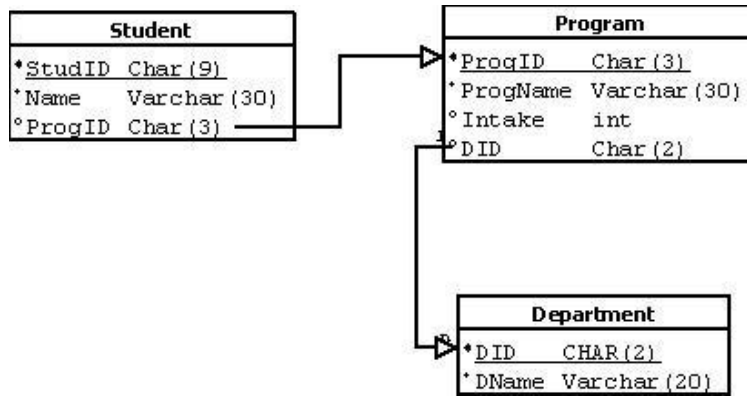 Student
StudID Char(9)
Name Varchar(30)
ProgID Char(3)
Program
ProgID Char(3)
ProgName Varchar(30)
Intake int
DID Char(2)
Department
DID CHAR(2)
DName Varchar(20)